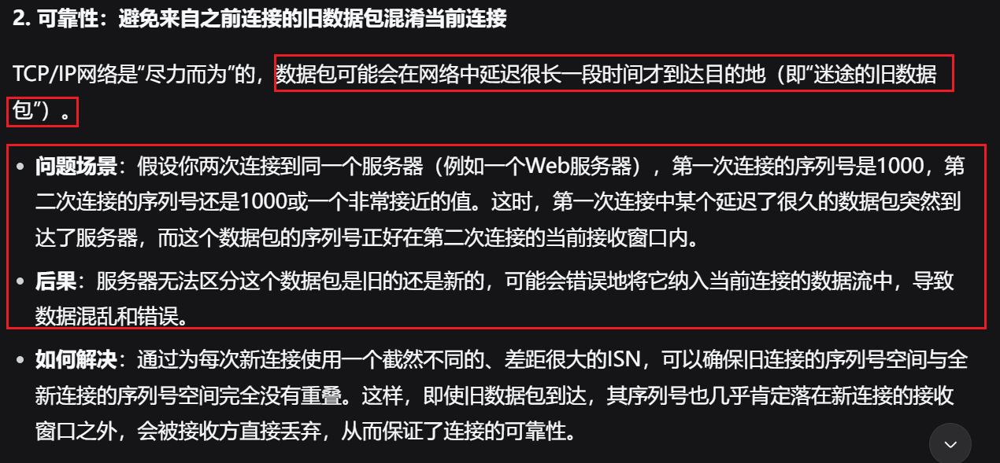 2. 可靠性：避免来自之前连接的旧数据包混淆当前连接
TCP/IP网络是“尽力而为”的，数据包可能会在网络中延迟很长一段时间才到达目的地（即“迷途的旧数据
包”）。
• 问题场景：假设你两次连接到同一个服务器（例如一个Web服务器），第一次连接的序列号是1000，第
二次连接的序列号还是1000或一个非常接近的值。这时，第一次连接中某个延迟了很久的数据包突然到
达了服务器，而这个数据包的序列号正好在第二次连接的当前接收窗口内。
• 后果：服务器无法区分这个数据包是旧的还是新的，可能会错误地将它纳入当前连接的数据流中，导致
数据混乱和错误。
• 如何解决：通过为每次新连接使用一个截然不同的、差距很大的ISN，可以确保旧连接的序列号空间与全
新连接的序列号空间完全没有重叠。这样，即使旧数据包到达，其序列号也几乎肯定落在新连接的接收
窗口之外，会被接收方直接丢弃，从而保证了连接的可靠性。